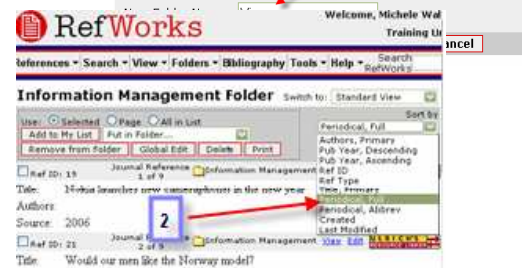 RefWorks
Welcome, Michele Wal
Training Ur
ancel
References Search View Folders Bibliography Tools Help Search RefWorks
Information Management Folder Switch to: Standard View
Use: Selected Page All in List
Sort by
Add to My List Put in Folder...
Periodical, Full
Remove from Folder Global Edit Delete Print
Authors, Primary
Pub Year, Descending
Pub Year, Ascending
Ref ID
Ref Type
Title, Primary
Periodical, Full
Periodical, Abbrev
Created
Last Modified
Ref ID: 19 Journal Reference 1 of 9 Information Management
Title: Nokia launches new cameraphones in the new year
Authors:
Source: 2006
2
Ref ID: 21 Journal 2 of 9 Information Management View Edit
Title: Would our men like the Norway model?